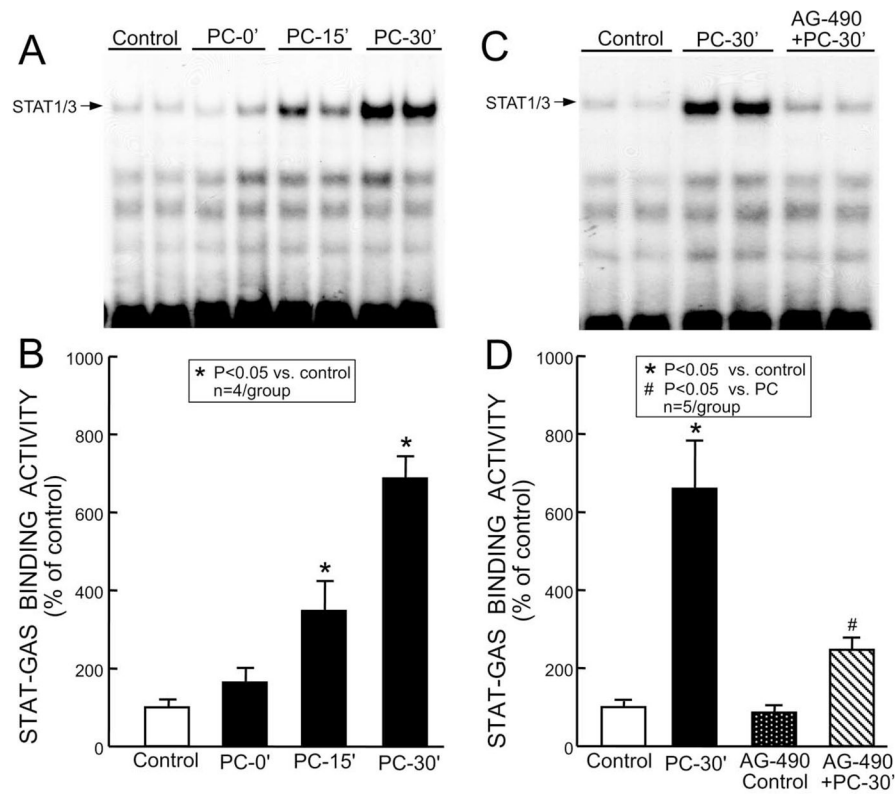 A
Control PC-0' PC-15' PC-30'
STAT1/3
C
Control PC-30' AG-490
+PC-30'
STAT1/3
B
STAT-GAS BINDING ACTIVITY
(% of control)
1000
800
600
400
200
0
* P<0.05 vs. control
n=4/group
*
*
Control PC-0' PC-15' PC-30'
D
STAT-GAS BINDING ACTIVITY
(% of control)
1000
800
600
400
200
0
* P<0.05 vs. control
# P<0.05 vs. PC
n=5/group
*
#
Control PC-30' AG-490 AG-490
Control +PC-30'